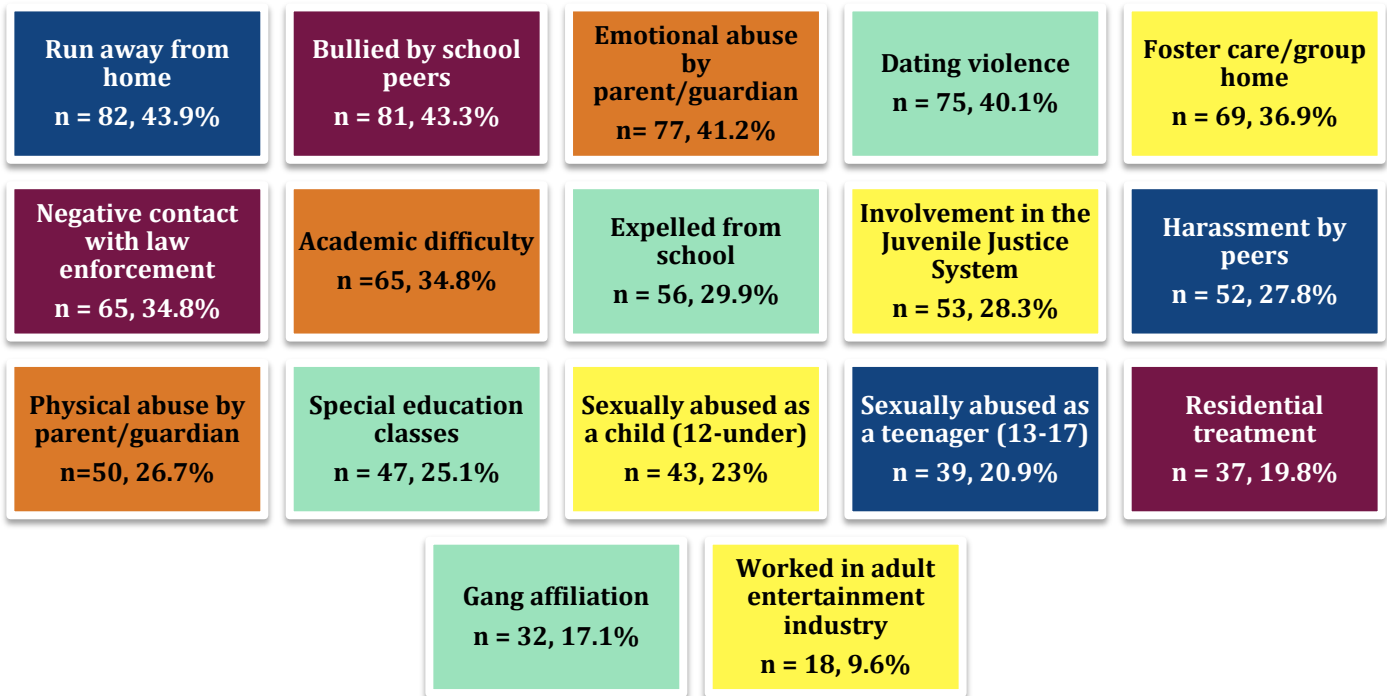 Run away from
home
n = 82, 43.9%
Bullied by school
peers
n = 81, 43.3%
Emotional abuse
by
parent/guardian
n= 77, 41.2%
Dating violence
n = 75, 40.1%
Foster care/group
home
n = 69, 36.9%
Negative contact
with law
enforcement
n = 65, 34.8%
Academic difficulty
n =65, 34.8%
Expelled from
school
n = 56, 29.9%
Involvement in the
Juvenile Justice
System
n = 53, 28.3%
Harassment by
peers
n = 52, 27.8%
Physical abuse by
parent/guardian
n=50, 26.7%
Special education
classes
n = 47, 25.1%
Sexually abused as
a child (12-under)
n = 43, 23%
Sexually abused as
a teenager (13-17)
n = 39, 20.9%
Residential
treatment
n = 37, 19.8%
Gang affiliation
n = 32, 17.1%
Worked in adult
entertainment
industry
n = 18, 9.6%